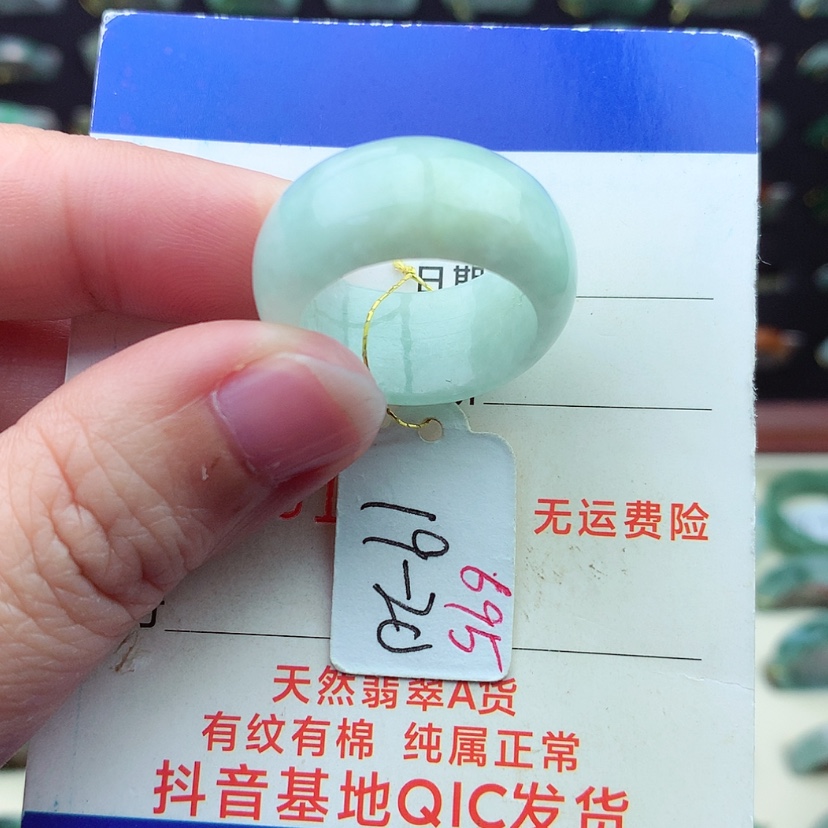 日期
无运费险
19-20
695
天然翡翠A货
有纹有棉 纯属正常
抖音基地QIC发货